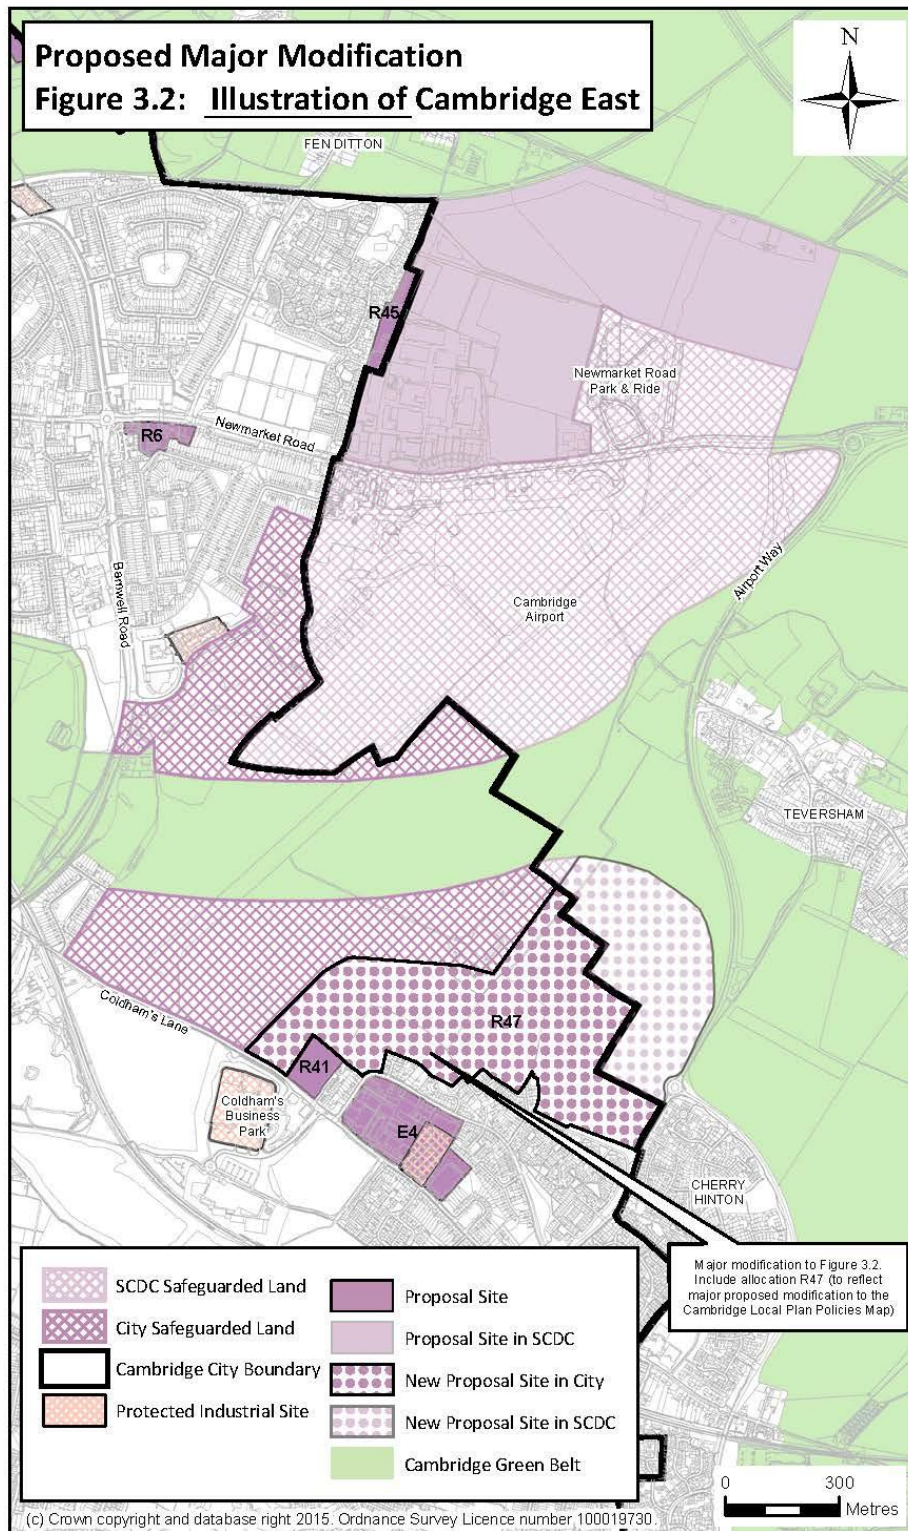 Proposed Major Modification
Figure 3.2: Illustration of Cambridge East
N
FEN DITTON
R45
Newmarket Road
Park & Ride
R6
Newmarket Road
Barnwell Road
Airport Way
Cambridge
Airport
TEVERSHAM
Coldham's Lane
R47
R41
Coldham's
Business
Park
E4
CHERRY
HINTON
Major modification to Figure 3.2.
Include allocation R47 (to reflect
major proposed modification to the
Cambridge Local Plan Policies Map)
SCDC Safeguarded Land
City Safeguarded Land
Cambridge City Boundary
Protected Industrial Site
Proposal Site
Proposal Site in SCDC
New Proposal Site in City
New Proposal Site in SCDC
Cambridge Green Belt
0 300
Metres
(c) Crown copyright and database right 2015. Ordnance Survey Licence number 100019730.